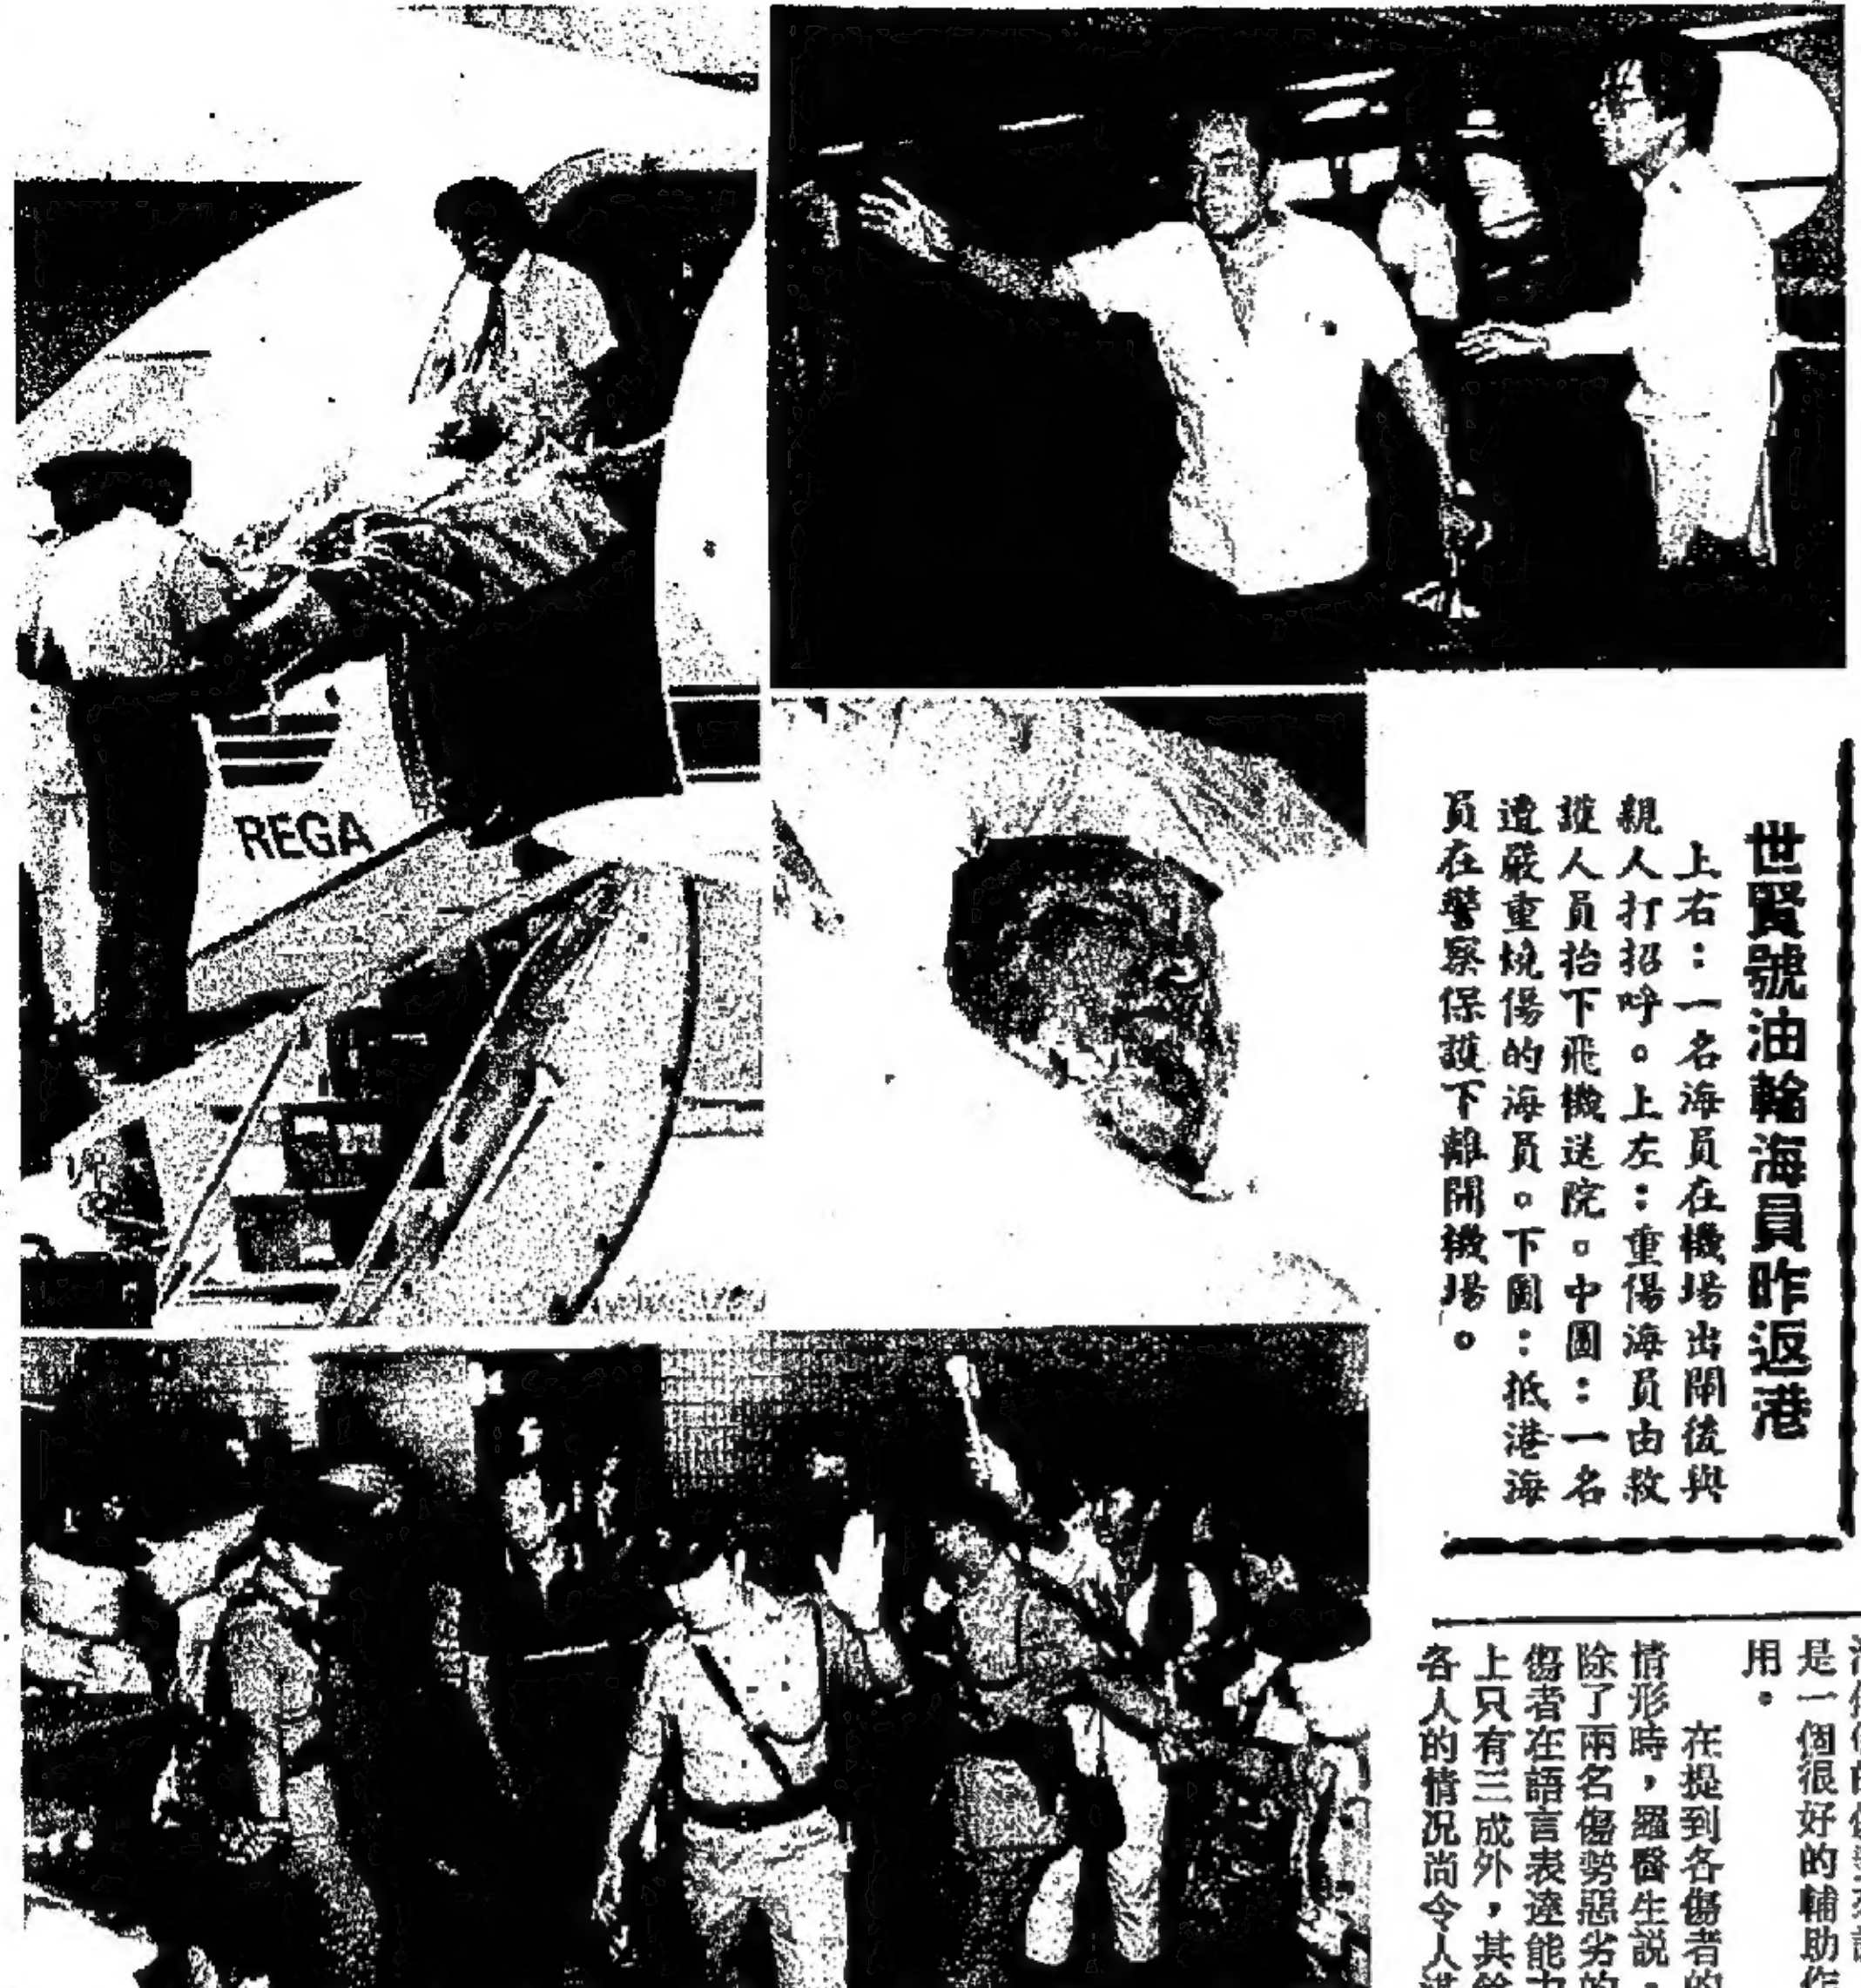 世賢號油輪海員昨返港
上右：一名海員在機場出閘後與
親人打招呼。上左：重傷海員由救
護人員抬下飛機送院。中圖：一名
遭嚴重燒傷的海員。下圖：抵港海
員在警察保護下離開機場。
REGA
是一個很好的輔助作
用。
在提到各傷者的
情形時，羅醫生說，
除了兩名傷勢惡劣的
傷者在語言表達能力
上只有三成外，其餘
各人的情況尚令人滿